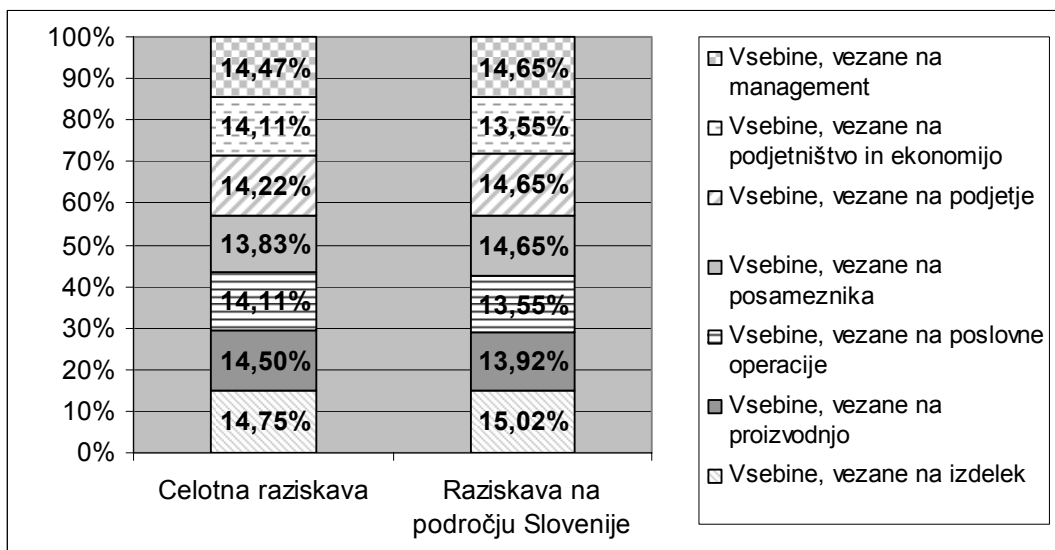 100%
90%
80%
70%
60%
50%
40%
30%
20%
10%
0%
14,47%
14,11%
14,22%
13,83%
14,11%
14,50%
14,75%
14,65%
13,55%
14,65%
14,65%
13,55%
13,92%
15,02%
Celotna raziskava
Raziskava na
področju Slovenije
Vsebine, vezane na
management
Vsebine, vezane na
podjetništvo in ekonomijo
Vsebine, vezane na podjetje
Vsebine, vezane na
posameznika
Vsebine, vezane na poslovne
operacije
Vsebine, vezane na
proizvodnjo
Vsebine, vezane na izdelek